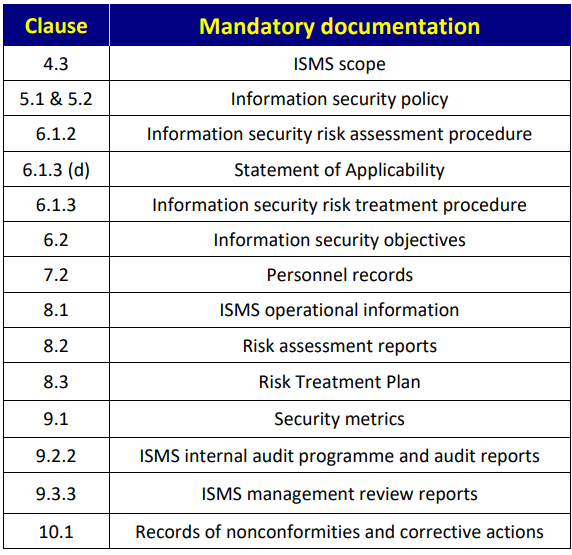 Clause Mandatory documentation
4.3 ISMS scope
5.1 & 5.2 Information security policy
6.1.2 Information security risk assessment procedure
6.1.3 (d) Statement of Applicability
6.1.3 Information security risk treatment procedure
6.2 Information security objectives
7.2 Personnel records
8.1 ISMS operational information
8.2 Risk assessment reports
8.3 Risk Treatment Plan
9.1 Security metrics
9.2.2 ISMS internal audit programme and audit reports
9.3.3 ISMS management review reports
10.1 Records of nonconformities and corrective actions